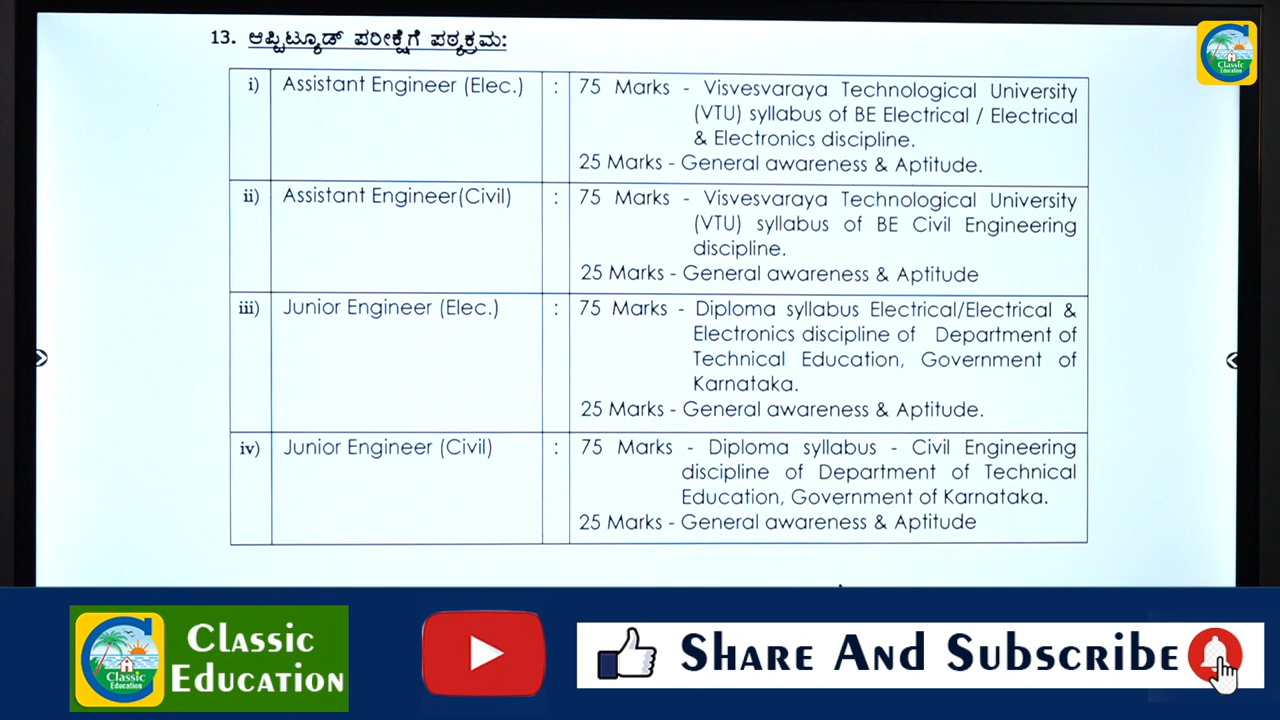 13. ಆಪ್ಟಿಟ್ಯೂಡ್ ಪರೀಕ್ಷೆಗೆ ಪಠ್ಯಕ್ರಮ:
Classic
Education
i) Assistant Engineer (Elec.) : 75 Marks - Visvesvaraya Technological University
(VTU) syllabus of BE Electrical / Electrical
& Electronics discipline.
25 Marks - General awareness & Aptitude.
ii) Assistant Engineer(Civil) : 75 Marks - Visvesvaraya Technological University
(VTU) syllabus of BE Civil Engineering
discipline.
25 Marks - General awareness & Aptitude
iii) Junior Engineer (Elec.) : 75 Marks - Diploma syllabus Electrical/Electrical &
Electronics discipline of Department of
Technical Education, Government of
Karnataka.
25 Marks - General awareness & Aptitude.
iv) Junior Engineer (Civil) : 75 Marks - Diploma syllabus - Civil Engineering
discipline of Department of Technical
Education, Government of Karnataka.
25 Marks - General awareness & Aptitude
Classic
Education
Classic
Education
Share And Subscribe